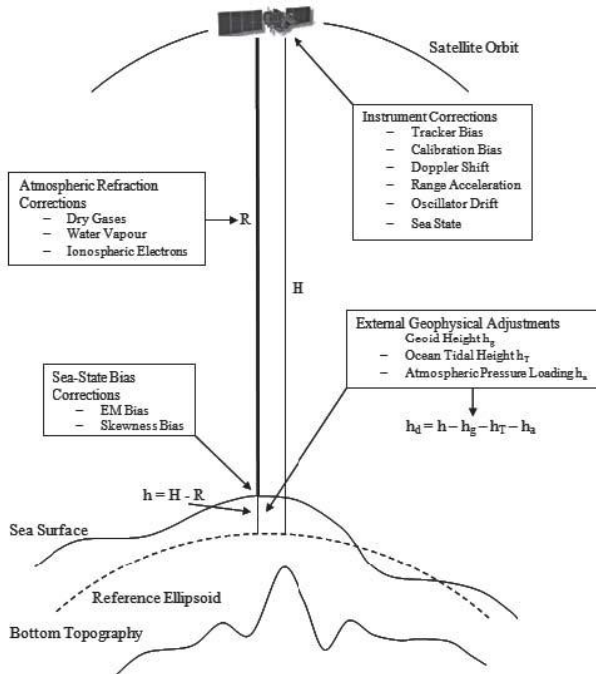 Satellite Orbit
Instrument Corrections
– Tracker Bias
– Calibration Bias
– Doppler Shift
– Range Acceleration
– Oscillator Drift
– Sea State
Atmospheric Refraction
Corrections
– Dry Gases
– Water Vapour
– Ionospheric Electrons
R
H
External Geophysical Adjustments
Geoid Height hg
– Ocean Tidal Height hT
– Atmospheric Pressure Loading ha
Sea-State Bias
Corrections
– EM Bias
– Skewness Bias
hd = h – hg – hT – ha
h = H - R
Sea Surface
Reference Ellipsoid
Bottom Topography